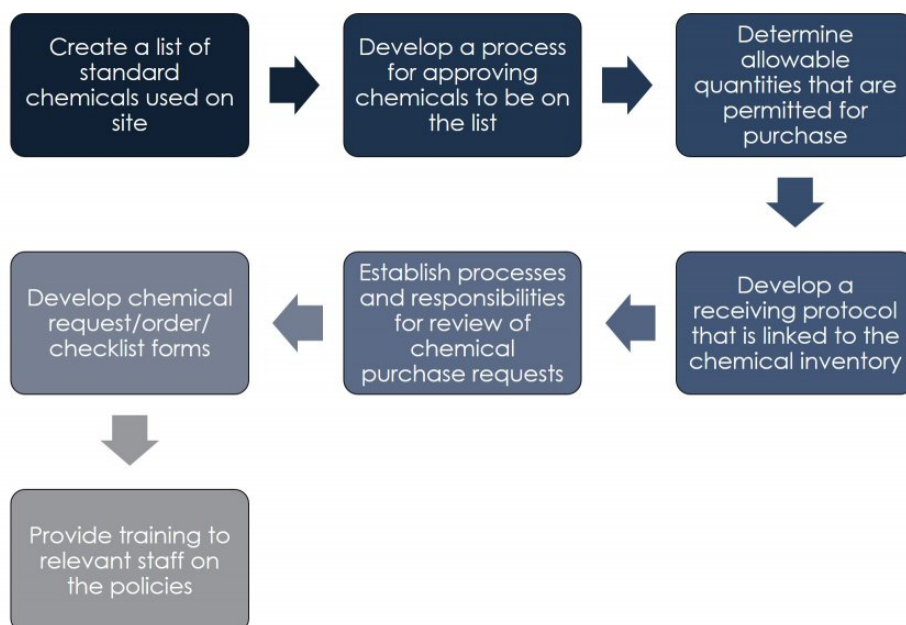 Create a list of
standard
chemicals used on
site
Develop a process
for approving
chemicals to be on
the list
Determine
allowable
quantities that are
permitted for
purchase
Develop a
receiving protocol
that is linked to the
chemical inventory
Establish processes
and responsibilities
for review of
chemical
purchase requests
Develop chemical
request/order/
checklist forms
Provide training to
relevant staff on
the policies